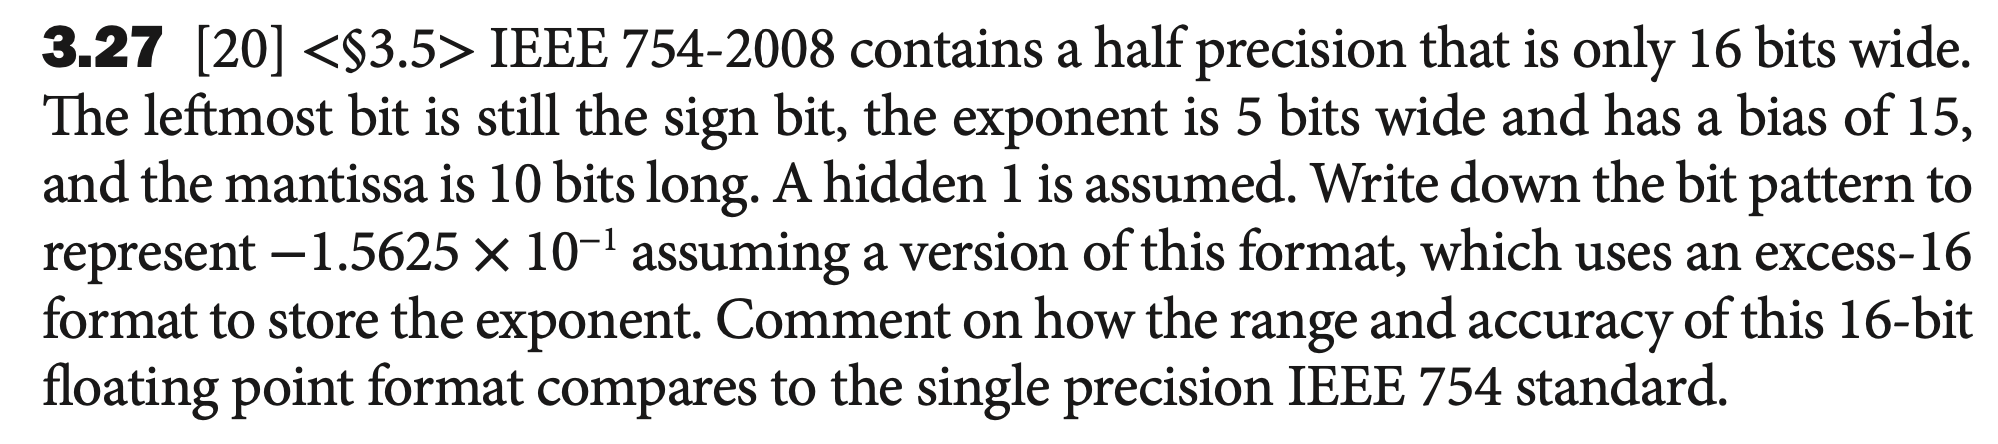 3.27 [20] <§3.5> IEEE 754-2008 contains a half precision that is only 16 bits wide.
The leftmost bit is still the sign bit, the exponent is 5 bits wide and has a bias of 15,
and the mantissa is 10 bits long. A hidden 1 is assumed. Write down the bit pattern to
represent −1.5625 × 10⁻¹ assuming a version of this format, which uses an excess-16
format to store the exponent. Comment on how the range and accuracy of this 16-bit
floating point format compares to the single precision IEEE 754 standard.